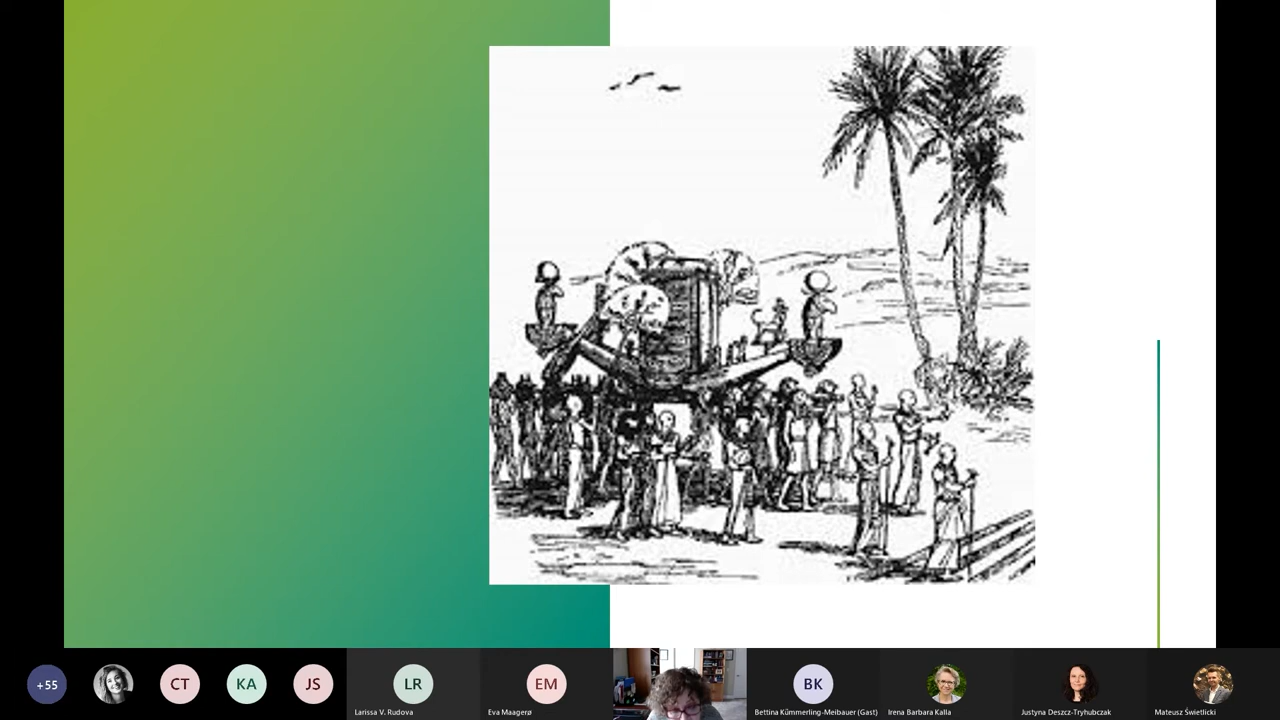 +55
CT
KA
JS
LR
Larissa V. Rudova
EM
Eva Maagerø
BK
Bettina Kümmerling-Meibauer (Gast)
Irena Barbara Kalla
Justyna Deszcz-Tryhubczak
Mateusz Świetlicki